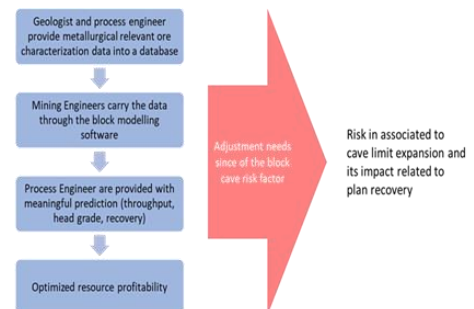 Geologist and process engineer
provide metallurgical relevant ore
characterization data into a database
Mining Engineers carry the data
through the block modelling
software
Process Engineer are provided with
meaningful prediction (throughput,
head grade, recovery)
Optimized resource profitability
Adjustment needs
since of the block
cave risk factor
Risk in associated to
cave limit expansion and
its impact related to
plan recovery